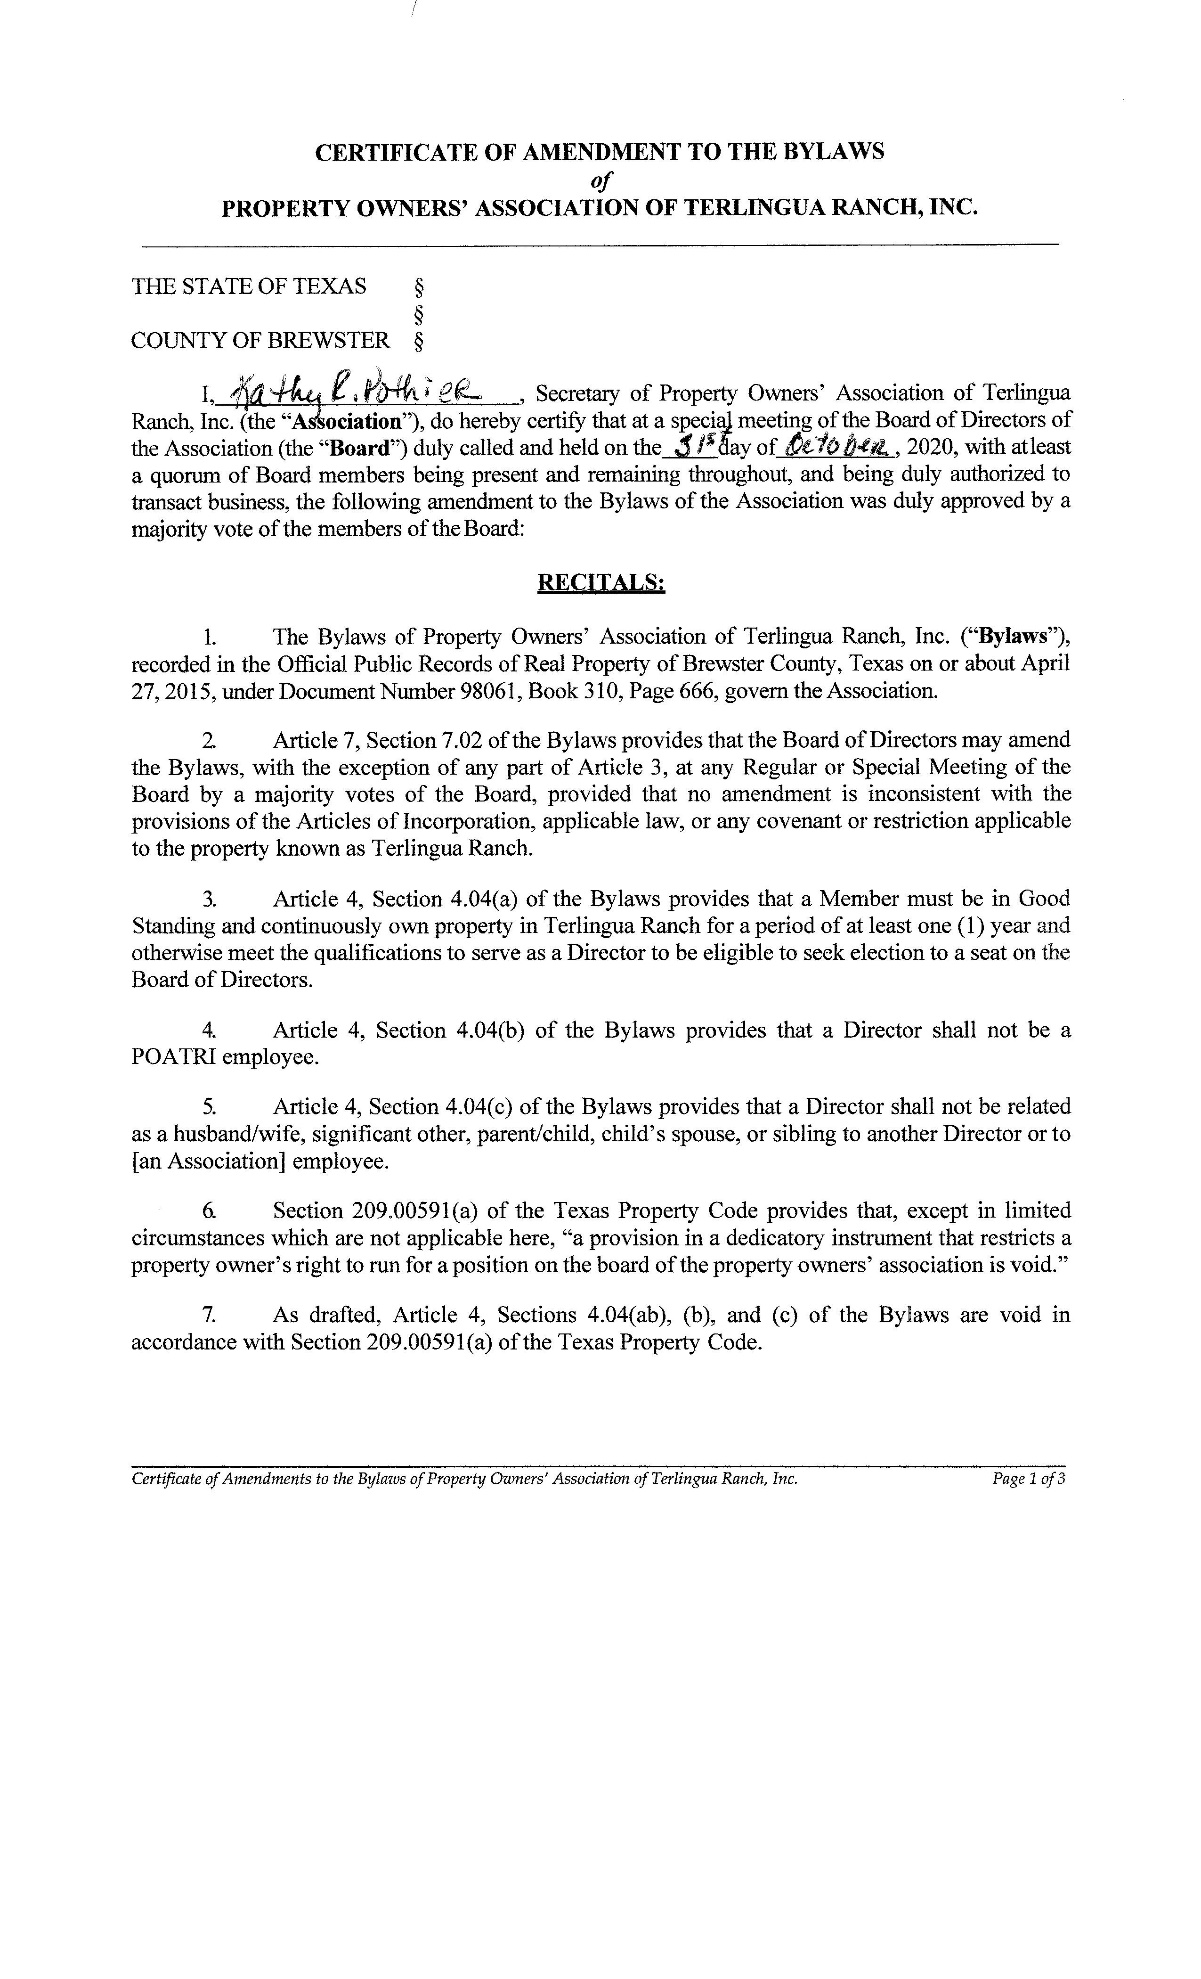 CERTIFICATE OF AMENDMENT TO THE BYLAWS
of
PROPERTY OWNERS’ ASSOCIATION OF TERLINGUA RANCH, INC.
THE STATE OF TEXAS §
§
COUNTY OF BREWSTER §
I, Kathy R. Pothier, Secretary of Property Owners’ Association of Terlingua
Ranch, Inc. (the “Association”), do hereby certify that at a special meeting of the Board of Directors of
the Association (the “Board”) duly called and held on the 31st day of October, 2020, with atleast
a quorum of Board members being present and remaining throughout, and being duly authorized to
transact business, the following amendment to the Bylaws of the Association was duly approved by a
majority vote of the members of the Board:
RECITALS:
1. The Bylaws of Property Owners’ Association of Terlingua Ranch, Inc. (“Bylaws”),
recorded in the Official Public Records of Real Property of Brewster County, Texas on or about April
27, 2015, under Document Number 98061, Book 310, Page 666, govern the Association.
2. Article 7, Section 7.02 of the Bylaws provides that the Board of Directors may amend
the Bylaws, with the exception of any part of Article 3, at any Regular or Special Meeting of the
Board by a majority votes of the Board, provided that no amendment is inconsistent with the
provisions of the Articles of Incorporation, applicable law, or any covenant or restriction applicable
to the property known as Terlingua Ranch.
3. Article 4, Section 4.04(a) of the Bylaws provides that a Member must be in Good
Standing and continuously own property in Terlingua Ranch for a period of at least one (1) year and
otherwise meet the qualifications to serve as a Director to be eligible to seek election to a seat on the
Board of Directors.
4. Article 4, Section 4.04(b) of the Bylaws provides that a Director shall not be a
POATRI employee.
5. Article 4, Section 4.04(c) of the Bylaws provides that a Director shall not be related
as a husband/wife, significant other, parent/child, child’s spouse, or sibling to another Director or to
[an Association] employee.
6. Section 209.00591(a) of the Texas Property Code provides that, except in limited
circumstances which are not applicable here, “a provision in a dedicatory instrument that restricts a
property owner’s right to run for a position on the board of the property owners’ association is void.”
7. As drafted, Article 4, Sections 4.04(ab), (b), and (c) of the Bylaws are void in
accordance with Section 209.00591(a) of the Texas Property Code.
Certificate of Amendments to the Bylaws of Property Owners’ Association of Terlingua Ranch, Inc. Page 1 of 3